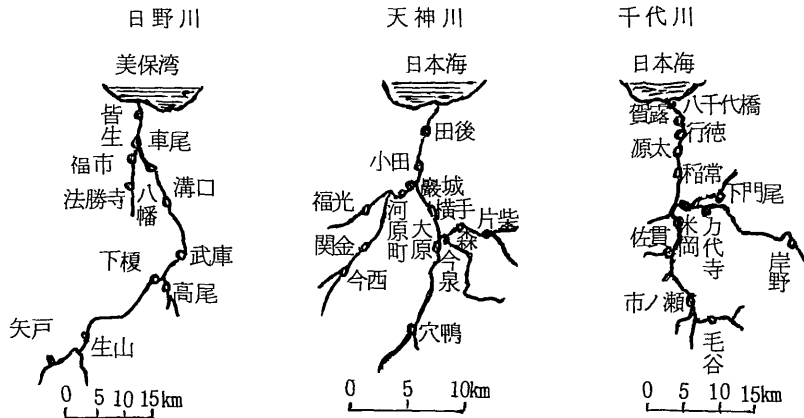 日野川
美保湾
皆生
車尾
福市
八幡
法勝寺
溝口
武庫
下榎
高尾
矢戸
生山
0 5 10 15km
天神川
日本海
田後
小田
巌城
福光
河原町
横手
大原
森
片柴
関金
今西
今泉
穴鴨
0 5 10km
千代川
日本海
賀露
八千代橋
行徳
源太
稲常
下門尾
佐貫
米岡
万代寺
岸野
市ノ瀬
毛谷
0 5 10 15km